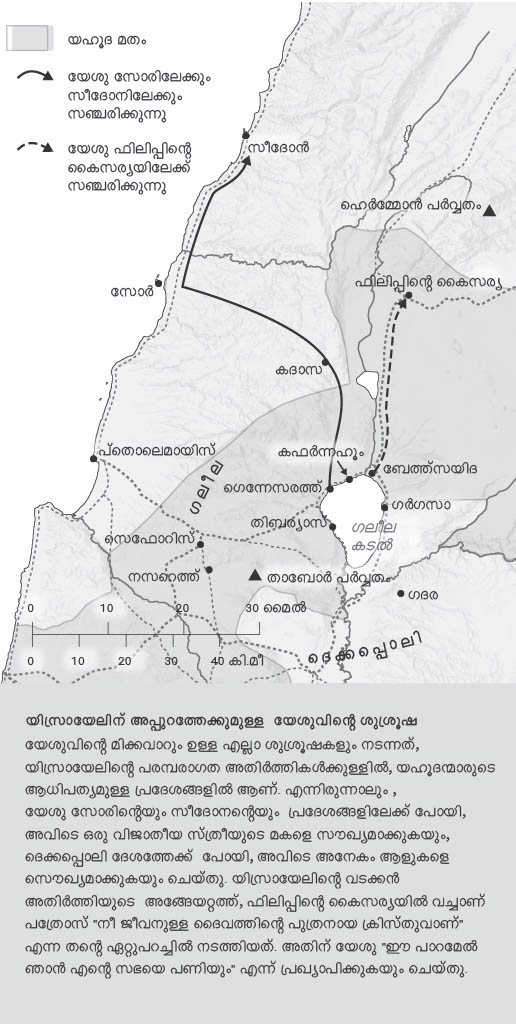 യഹൂദ മതം
യേശു സോരിലേക്കും
സീദോനിലേക്കും
സഞ്ചരിക്കുന്നു
യേശു ഫിലിപ്പിന്റെ
കൈസര്യയിലേക്ക്
സഞ്ചരിക്കുന്നു
സീദോൻ
ഹെർമ്മോൻ പർവ്വതം
ഫിലിപ്പിന്റെ കൈസര്യ
സോർ
കദാസ
പ്തൊലെമായിസ്
ഗലീല
കഫർന്നഹൂം
ബേത്ത്സയിദ
ഗെന്നേസരത്ത്
ഗർഗസാ
തിബര്യാസ്
ഗലീല
കടൽ
സെഫോറിസ്
നസറെത്ത്
താബോർ പർവ്വതം
ഗദര
0 10 20 30 മൈൽ
0 10 20 30 40 കി.മീ
ദെക്കപ്പൊലി
യിസ്രായേലിന് അപ്പുറത്തേക്കുമുള്ള യേശുവിന്റെ ശുശ്രൂഷ
യേശുവിന്റെ മിക്കവാറും ഉള്ള എല്ലാ ശുശ്രൂഷകളും നടന്നത്,
യിസ്രായേലിന്റെ പരമ്പരാഗത അതിർത്തികൾക്കുള്ളിൽ, യഹൂദന്മാരുടെ
ആധിപത്യമുള്ള പ്രദേശങ്ങളിൽ ആണ്. എന്നിരുന്നാലും ,
യേശു സോരിന്റെയും സീദോനന്റെയും പ്രദേശങ്ങളിലേക്ക് പോയി,
അവിടെ ഒരു വിജാതീയ സ്ത്രീയുടെ മകളെ സൗഖ്യമാക്കുകയും,
ദെക്കപ്പൊലി ദേശത്തേക്ക് പോയി, അവിടെ അനേകം ആളുകളെ
സൌഖ്യമാക്കുകയും ചെയ്തു. യിസ്രായേലിന്റെ വടക്കൻ
അതിർത്തിയുടെ അങ്ങേയറ്റത്ത്, ഫിലിപ്പിന്റെ കൈസര്യയിൽ വച്ചാണ്
പത്രോസ് "നീ ജീവനുള്ള ദൈവത്തിന്റെ പുത്രനായ ക്രിസ്തുവാണ്"
എന്ന തന്റെ ഏറ്റുപറച്ചിൽ നടത്തിയത്. അതിന് യേശു "ഈ പാറമേൽ
ഞാൻ എന്റെ സഭയെ പണിയും" എന്ന് പ്രഖ്യാപിക്കുകയും ചെയ്തു.